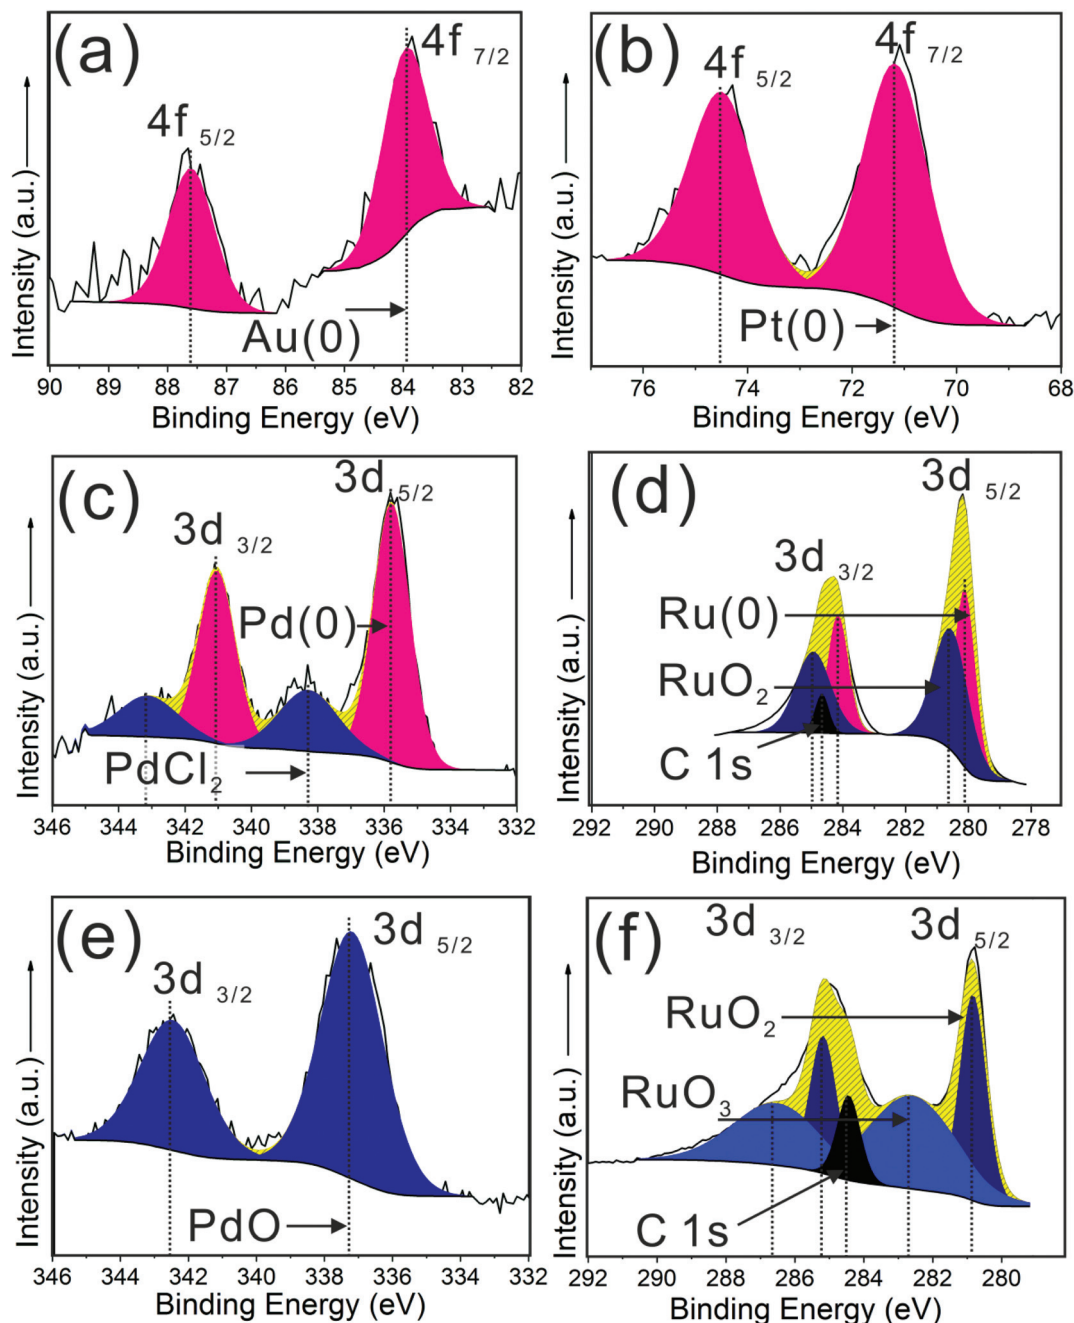 (a)
4f 7/2
4f 5/2
Au(0)
Intensity (a.u.)
90 89 88 87 86 85 84 83 82
Binding Energy (eV)
(b)
4f 7/2
4f 5/2
Pt(0)
Intensity (a.u.)
76 74 72 70 68
Binding Energy (eV)
(c)
3d 5/2
3d 3/2
Pd(0)
PdCl2
Intensity (a.u.)
346 344 342 340 338 336 334 332
Binding Energy (eV)
(d)
3d 5/2
3d 3/2
Ru(0)
RuO2
C 1s
Intensity (a.u.)
292 290 288 286 284 282 280 278
Binding Energy (eV)
(e)
3d 5/2
3d 3/2
PdO
Intensity (a.u.)
346 344 342 340 338 336 334 332
Binding Energy (eV)
(f)
3d 3/2
3d 5/2
RuO2
RuO3
C 1s
Intensity (a.u.)
292 290 288 286 284 282 280
Binding Energy (eV)